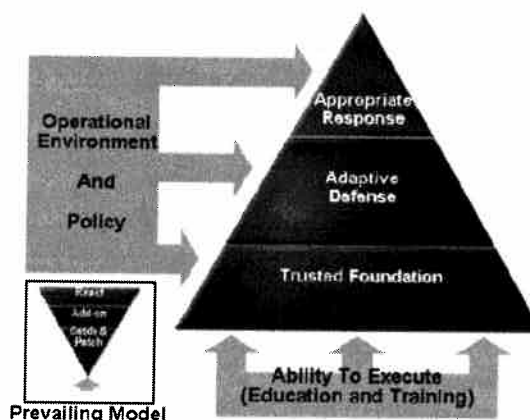 Appropriate
Response
Operational
Environment
And
Policy
Adaptive
Defense
Trusted Foundation
Add-on
Patch
Ability To Execute
(Education and Training)
Prevailing Model